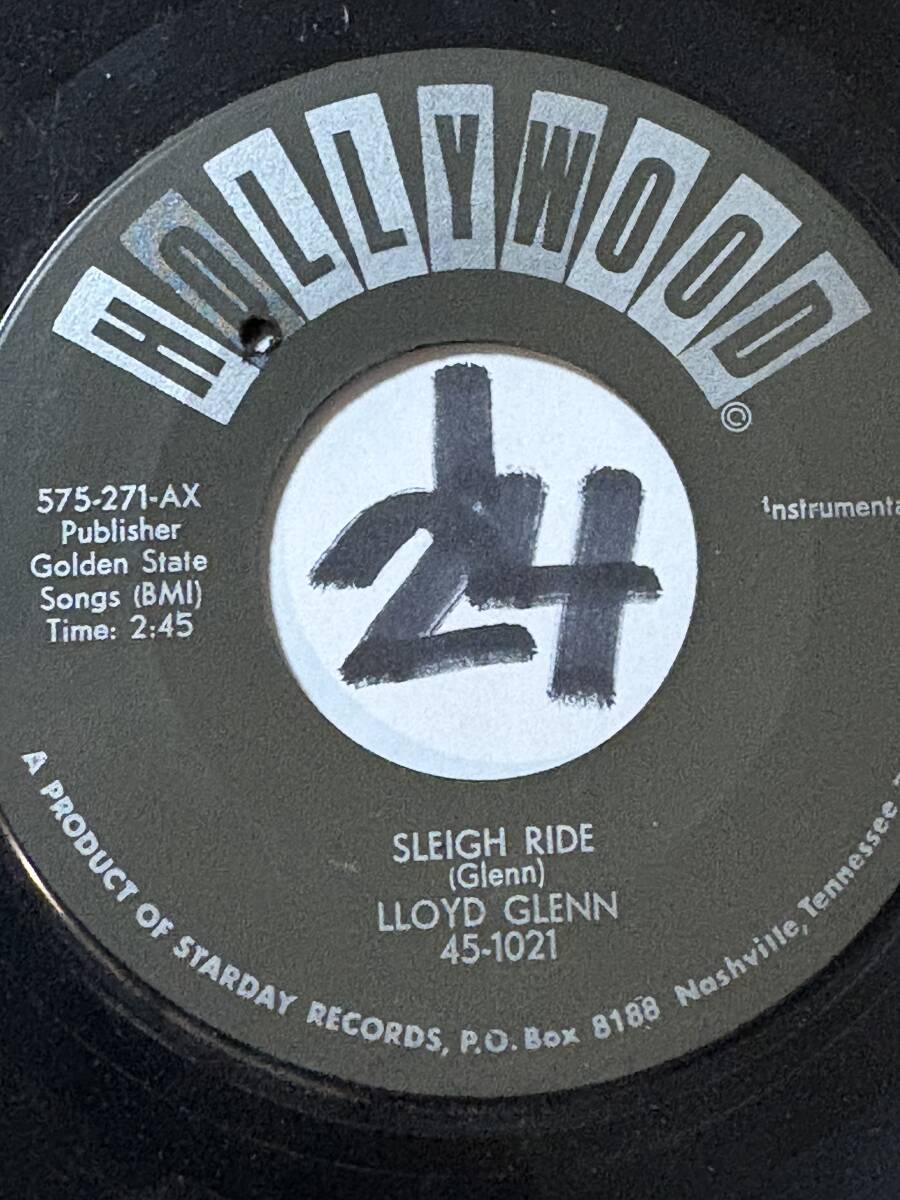 HOLLYWOOD
©
575-271-AX
Publisher
Golden State
Songs (BMI)
Time: 2:45
24
SLEIGH RIDE
(Glenn)
LLOYD GLENN
45-1021
A PRODUCT OF STARDAY RECORDS, P.O. Box 8188 Nashville, Tennessee